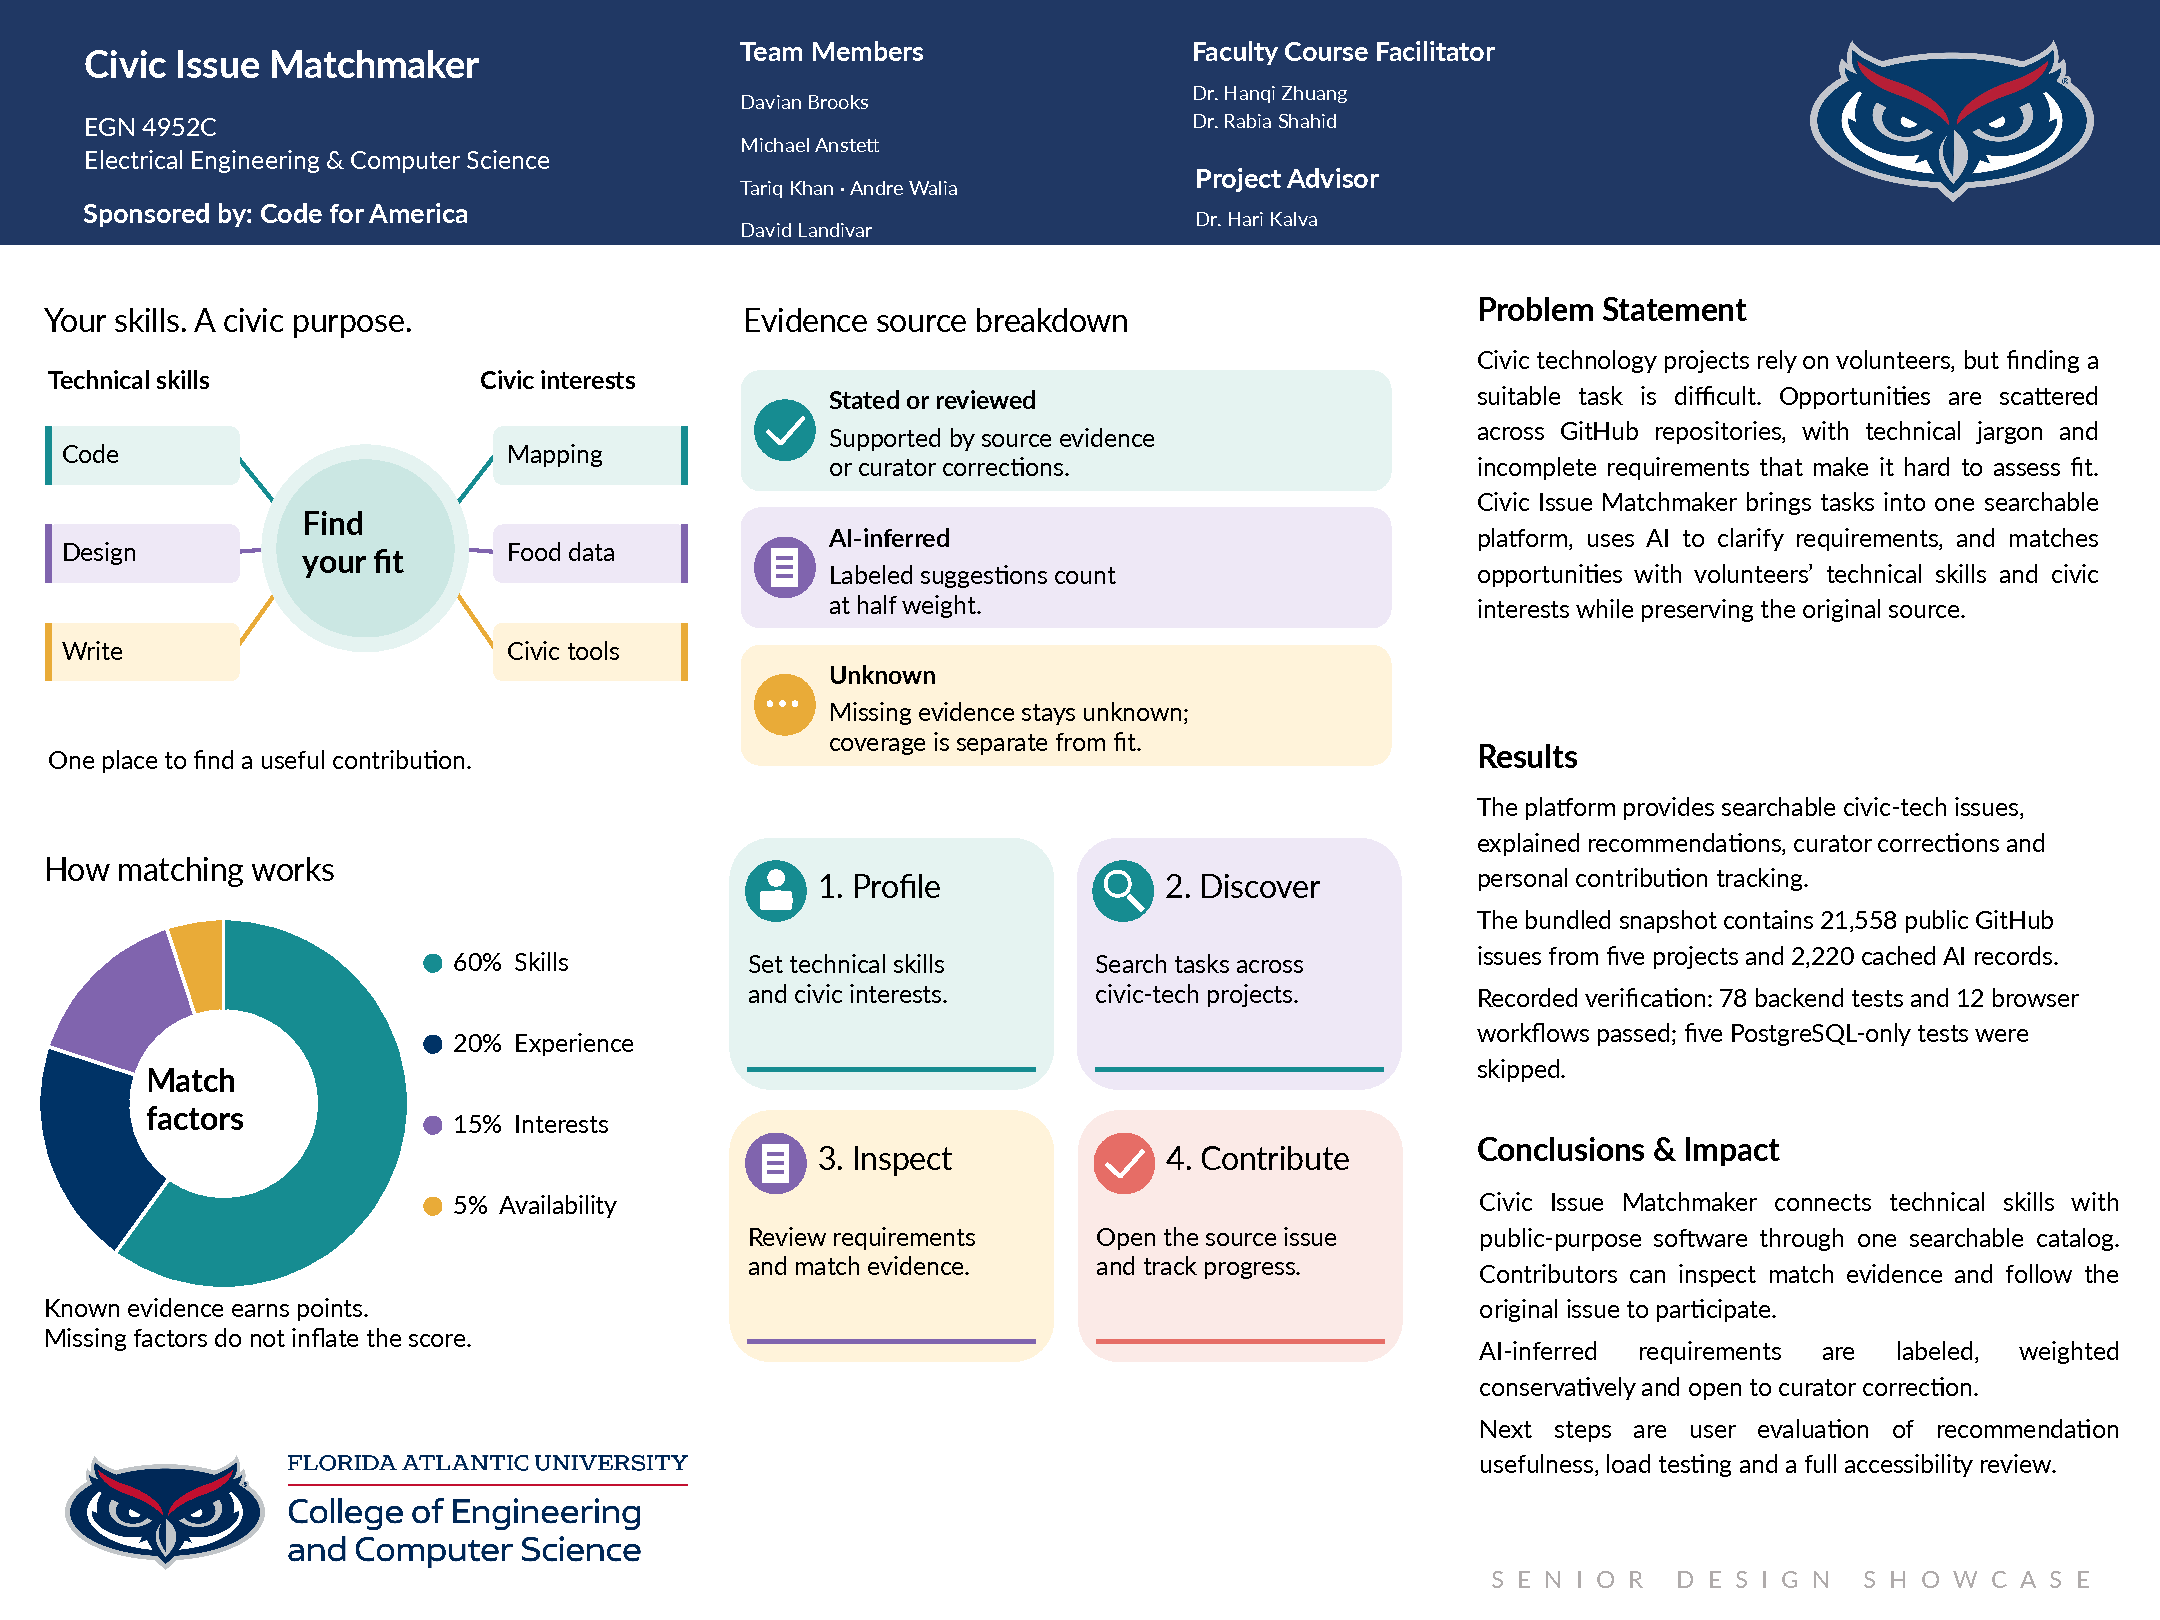 Civic Issue Matchmaker
EGN 4952C
Electrical Engineering & Computer Science
Sponsored by: Code for America
Team Members
Davian Brooks
Michael Anstett
Tariq Khan · Andre Walia
David Landivar
Faculty Course Facilitator
Dr. Hanqi Zhuang
Dr. Rabia Shahid
Project Advisor
Dr. Hari Kalva
Your skills. A civic purpose.
Technical skills
Civic interests
Code
Design
Write
Find
your fit
Mapping
Food data
Civic tools
One place to find a useful contribution.
How matching works
Match
factors
60% Skills
20% Experience
15% Interests
5% Availability
Known evidence earns points.
Missing factors do not inflate the score.
FLORIDA ATLANTIC UNIVERSITY
College of Engineering
and Computer Science
Evidence source breakdown
Stated or reviewed
Supported by source evidence
or curator corrections.
AI-inferred
Labeled suggestions count
at half weight.
Unknown
Missing evidence stays unknown;
coverage is separate from fit.
1. Profile
Set technical skills
and civic interests.
2. Discover
Search tasks across
civic-tech projects.
3. Inspect
Review requirements
and match evidence.
4. Contribute
Open the source issue
and track progress.
Problem Statement
Civic technology projects rely on volunteers, but finding a
suitable task is difficult. Opportunities are scattered
across GitHub repositories, with technical jargon and
incomplete requirements that make it hard to assess fit.
Civic Issue Matchmaker brings tasks into one searchable
platform, uses AI to clarify requirements, and matches
opportunities with volunteers’ technical skills and civic
interests while preserving the original source.
Results
The platform provides searchable civic-tech issues,
explained recommendations, curator corrections and
personal contribution tracking.
The bundled snapshot contains 21,558 public GitHub
issues from five projects and 2,220 cached AI records.
Recorded verification: 78 backend tests and 12 browser
workflows passed; five PostgreSQL-only tests were
skipped.
Conclusions & Impact
Civic Issue Matchmaker connects technical skills with
public-purpose software through one searchable catalog.
Contributors can inspect match evidence and follow the
original issue to participate.
AI-inferred requirements are labeled, weighted
conservatively and open to curator correction.
Next steps are user evaluation of recommendation
usefulness, load testing and a full accessibility review.
SENIOR DESIGN SHOWCASE